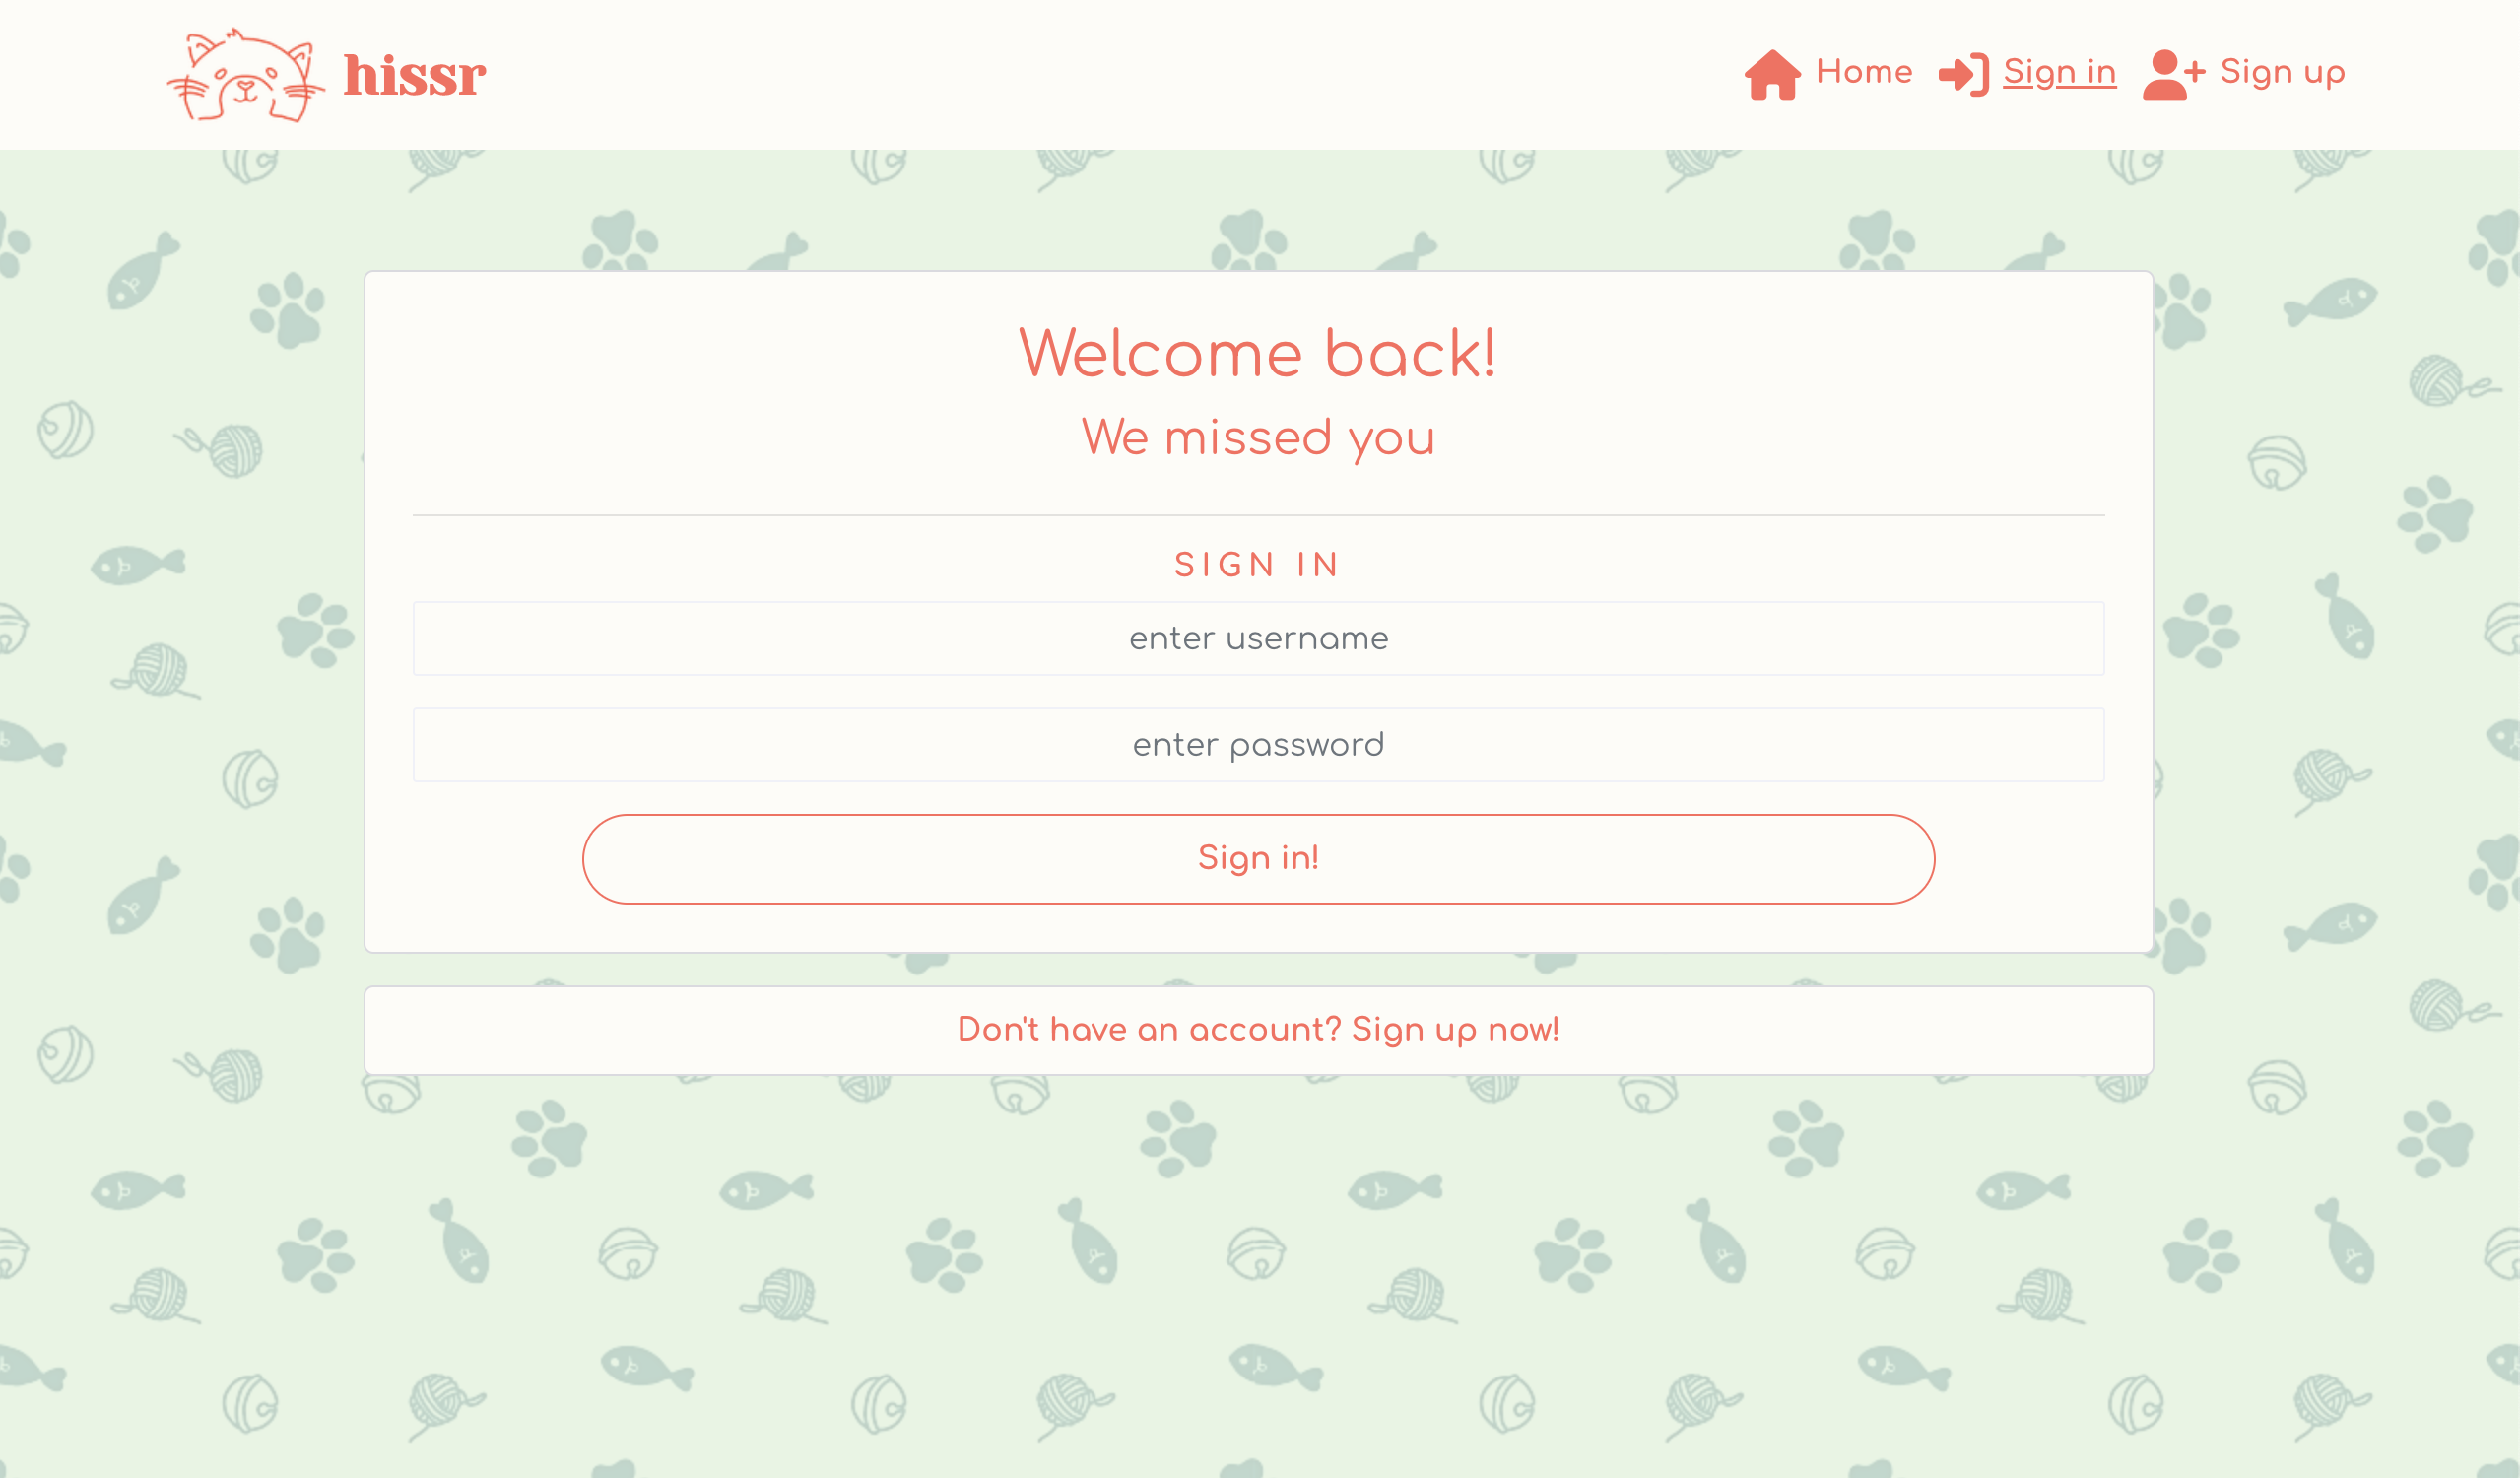 hissr
Home Sign in Sign up
Welcome back!
We missed you
SIGN IN
enter username
enter password
Sign in!
Don't have an account? Sign up now!